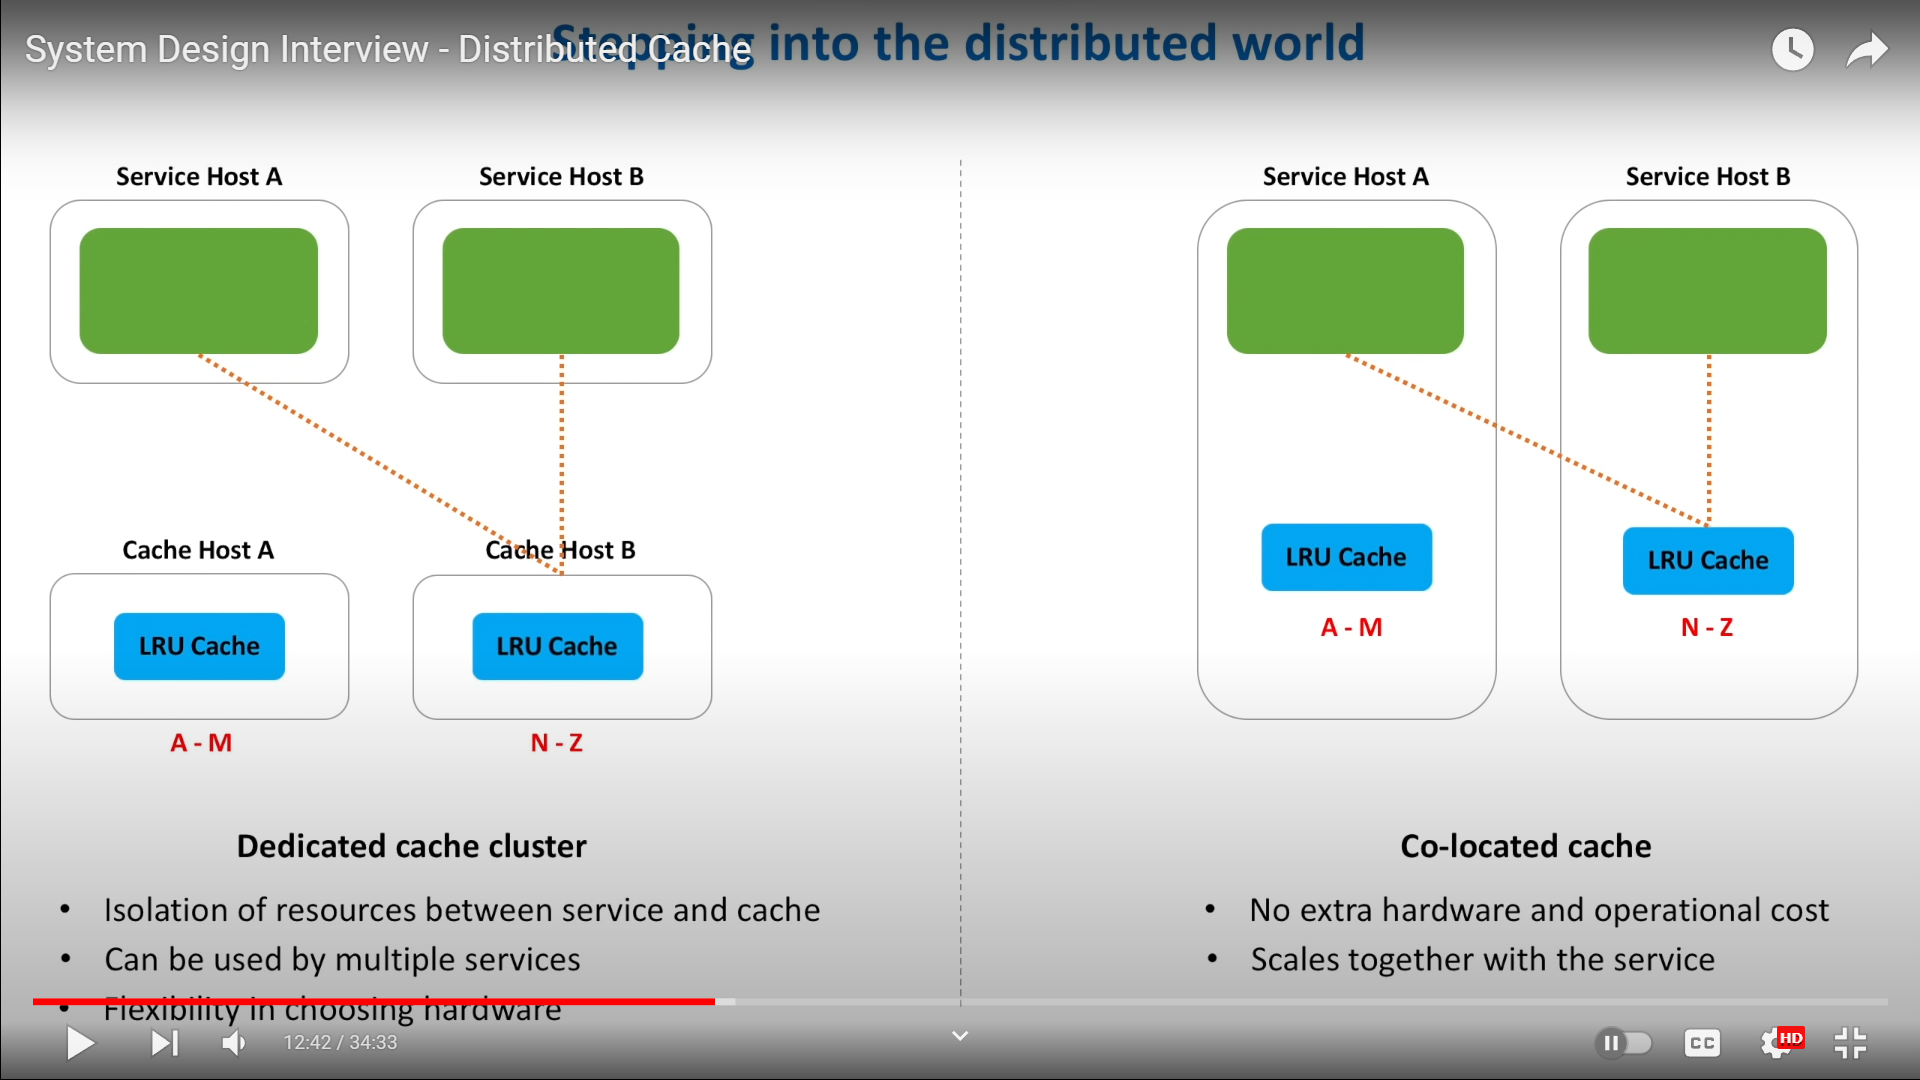 System Design Interview - Distributed Cache
Stepping into the distributed world
Service Host A
Service Host B
Cache Host A
Cache Host B
LRU Cache
LRU Cache
A - M
N - Z
Dedicated cache cluster
• Isolation of resources between service and cache
• Can be used by multiple services
• Flexibility in choosing hardware
Service Host A
Service Host B
LRU Cache
LRU Cache
A - M
N - Z
Co-located cache
• No extra hardware and operational cost
• Scales together with the service
12:42 / 34:33
CC
HD